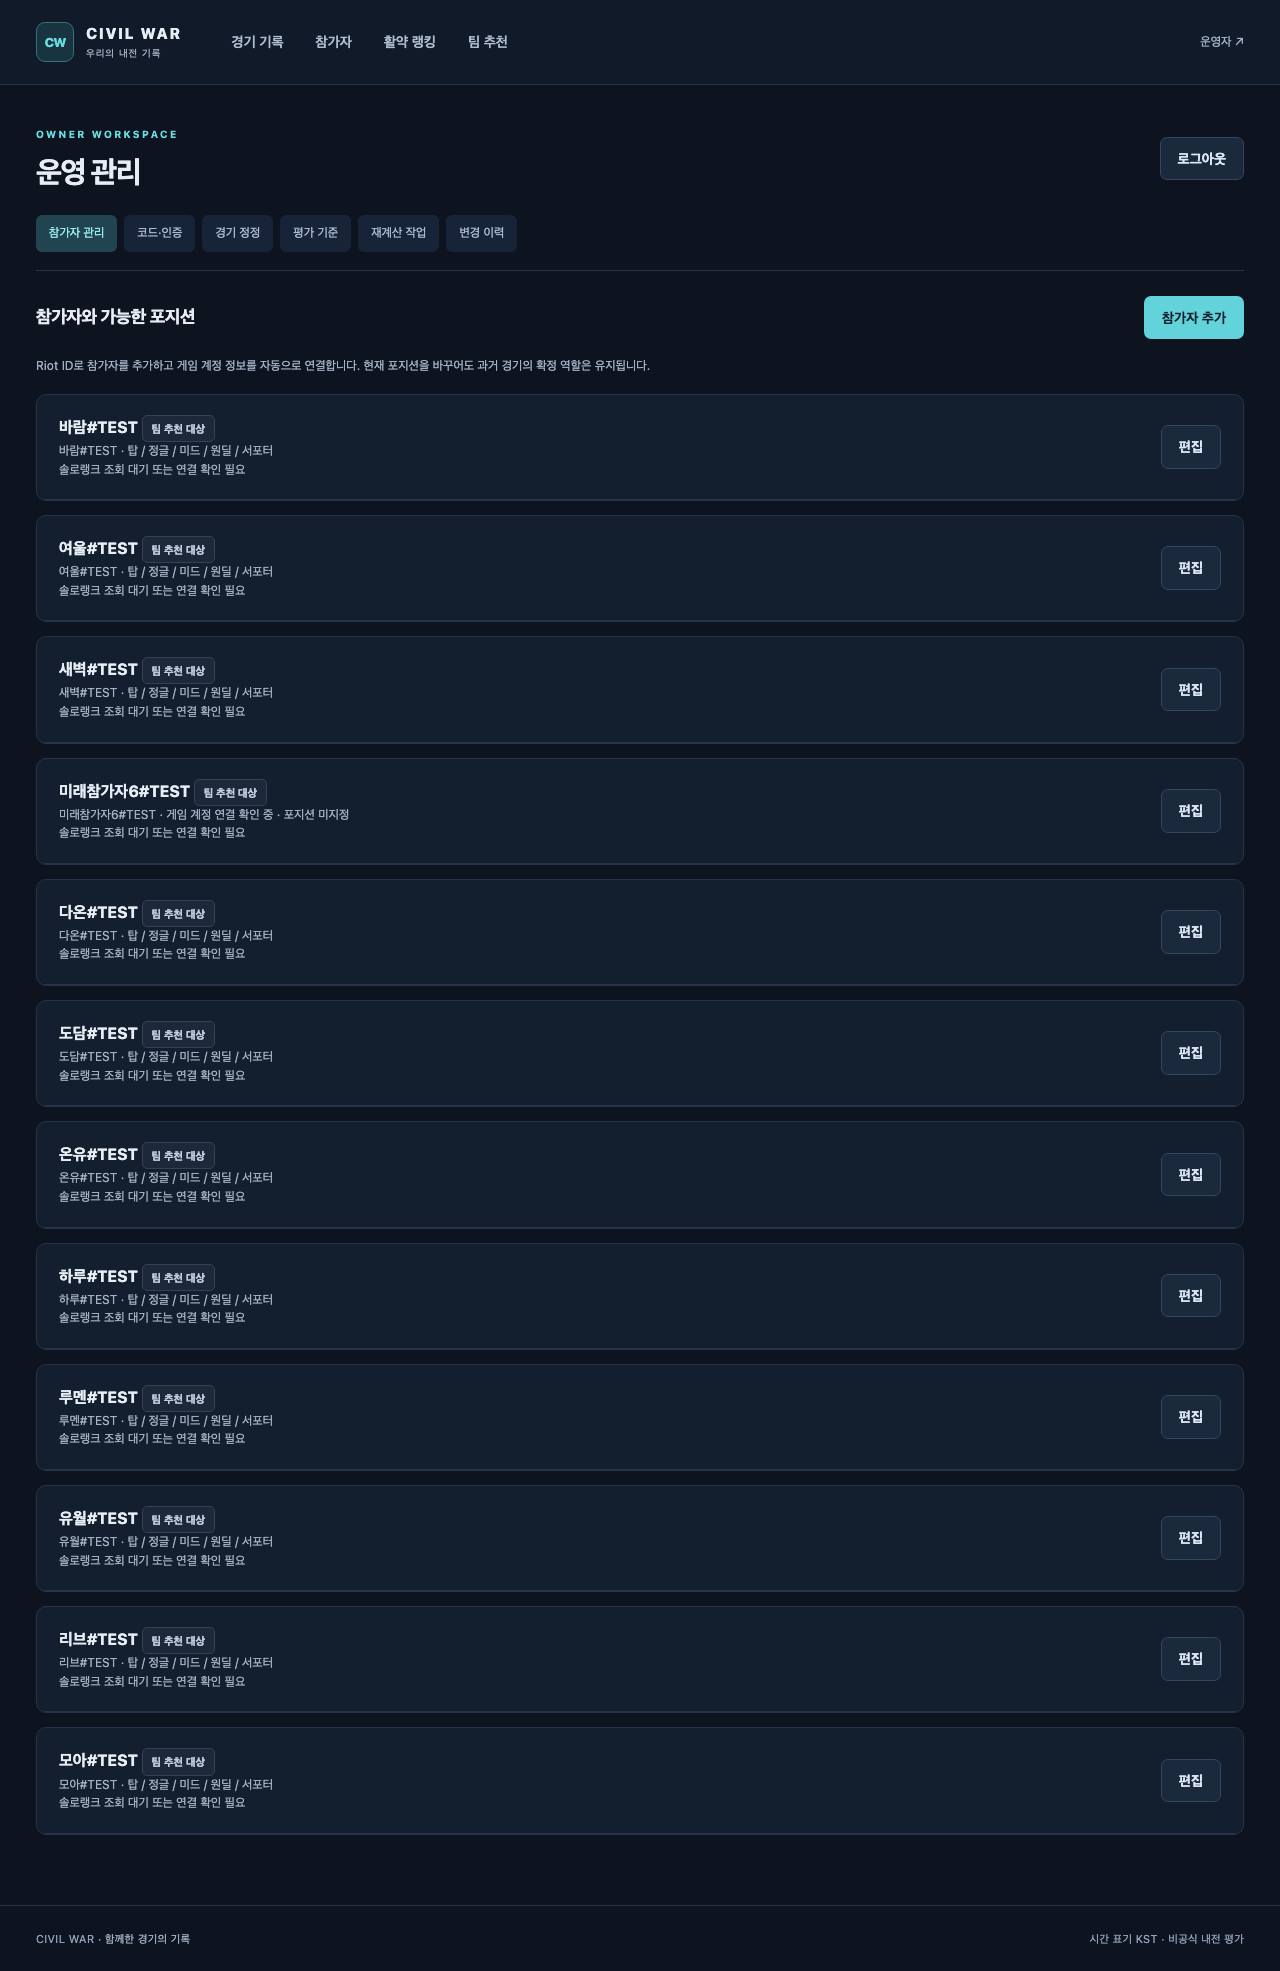 CW
CIVIL WAR
우리의 내전 기록
경기 기록
참가자
활약 랭킹
팀 추천
운영자 ↗
OWNER WORKSPACE
운영 관리
로그아웃
참가자 관리
코드·인증
경기 정정
평가 기준
재계산 작업
변경 이력
참가자와 가능한 포지션
참가자 추가
Riot ID로 참가자를 추가하고 게임 계정 정보를 자동으로 연결합니다. 현재 포지션을 바꾸어도 과거 경기의 확정 역할은 유지됩니다.
바람#TEST 팀 추천 대상
바람#TEST · 탑 / 정글 / 미드 / 원딜 / 서포터
솔로랭크 조회 대기 또는 연결 확인 필요
편집
여울#TEST 팀 추천 대상
여울#TEST · 탑 / 정글 / 미드 / 원딜 / 서포터
솔로랭크 조회 대기 또는 연결 확인 필요
편집
새벽#TEST 팀 추천 대상
새벽#TEST · 탑 / 정글 / 미드 / 원딜 / 서포터
솔로랭크 조회 대기 또는 연결 확인 필요
편집
미래참가자6#TEST 팀 추천 대상
미래참가자6#TEST · 게임 계정 연결 확인 중 · 포지션 미지정
솔로랭크 조회 대기 또는 연결 확인 필요
편집
다온#TEST 팀 추천 대상
다온#TEST · 탑 / 정글 / 미드 / 원딜 / 서포터
솔로랭크 조회 대기 또는 연결 확인 필요
편집
도담#TEST 팀 추천 대상
도담#TEST · 탑 / 정글 / 미드 / 원딜 / 서포터
솔로랭크 조회 대기 또는 연결 확인 필요
편집
온유#TEST 팀 추천 대상
온유#TEST · 탑 / 정글 / 미드 / 원딜 / 서포터
솔로랭크 조회 대기 또는 연결 확인 필요
편집
하루#TEST 팀 추천 대상
하루#TEST · 탑 / 정글 / 미드 / 원딜 / 서포터
솔로랭크 조회 대기 또는 연결 확인 필요
편집
루멘#TEST 팀 추천 대상
루멘#TEST · 탑 / 정글 / 미드 / 원딜 / 서포터
솔로랭크 조회 대기 또는 연결 확인 필요
편집
유월#TEST 팀 추천 대상
유월#TEST · 탑 / 정글 / 미드 / 원딜 / 서포터
솔로랭크 조회 대기 또는 연결 확인 필요
편집
리브#TEST 팀 추천 대상
리브#TEST · 탑 / 정글 / 미드 / 원딜 / 서포터
솔로랭크 조회 대기 또는 연결 확인 필요
편집
모아#TEST 팀 추천 대상
모아#TEST · 탑 / 정글 / 미드 / 원딜 / 서포터
솔로랭크 조회 대기 또는 연결 확인 필요
편집
CIVIL WAR · 함께한 경기의 기록
시간 표기 KST · 비공식 내전 평가